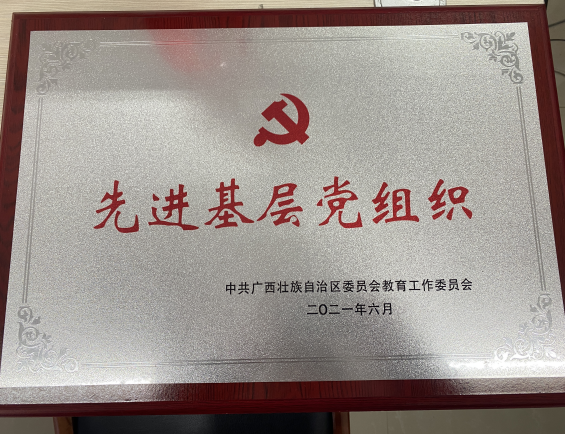 先进基层党组织
中共广西壮族自治区委员会教育工作委员会
二〇二一年六月